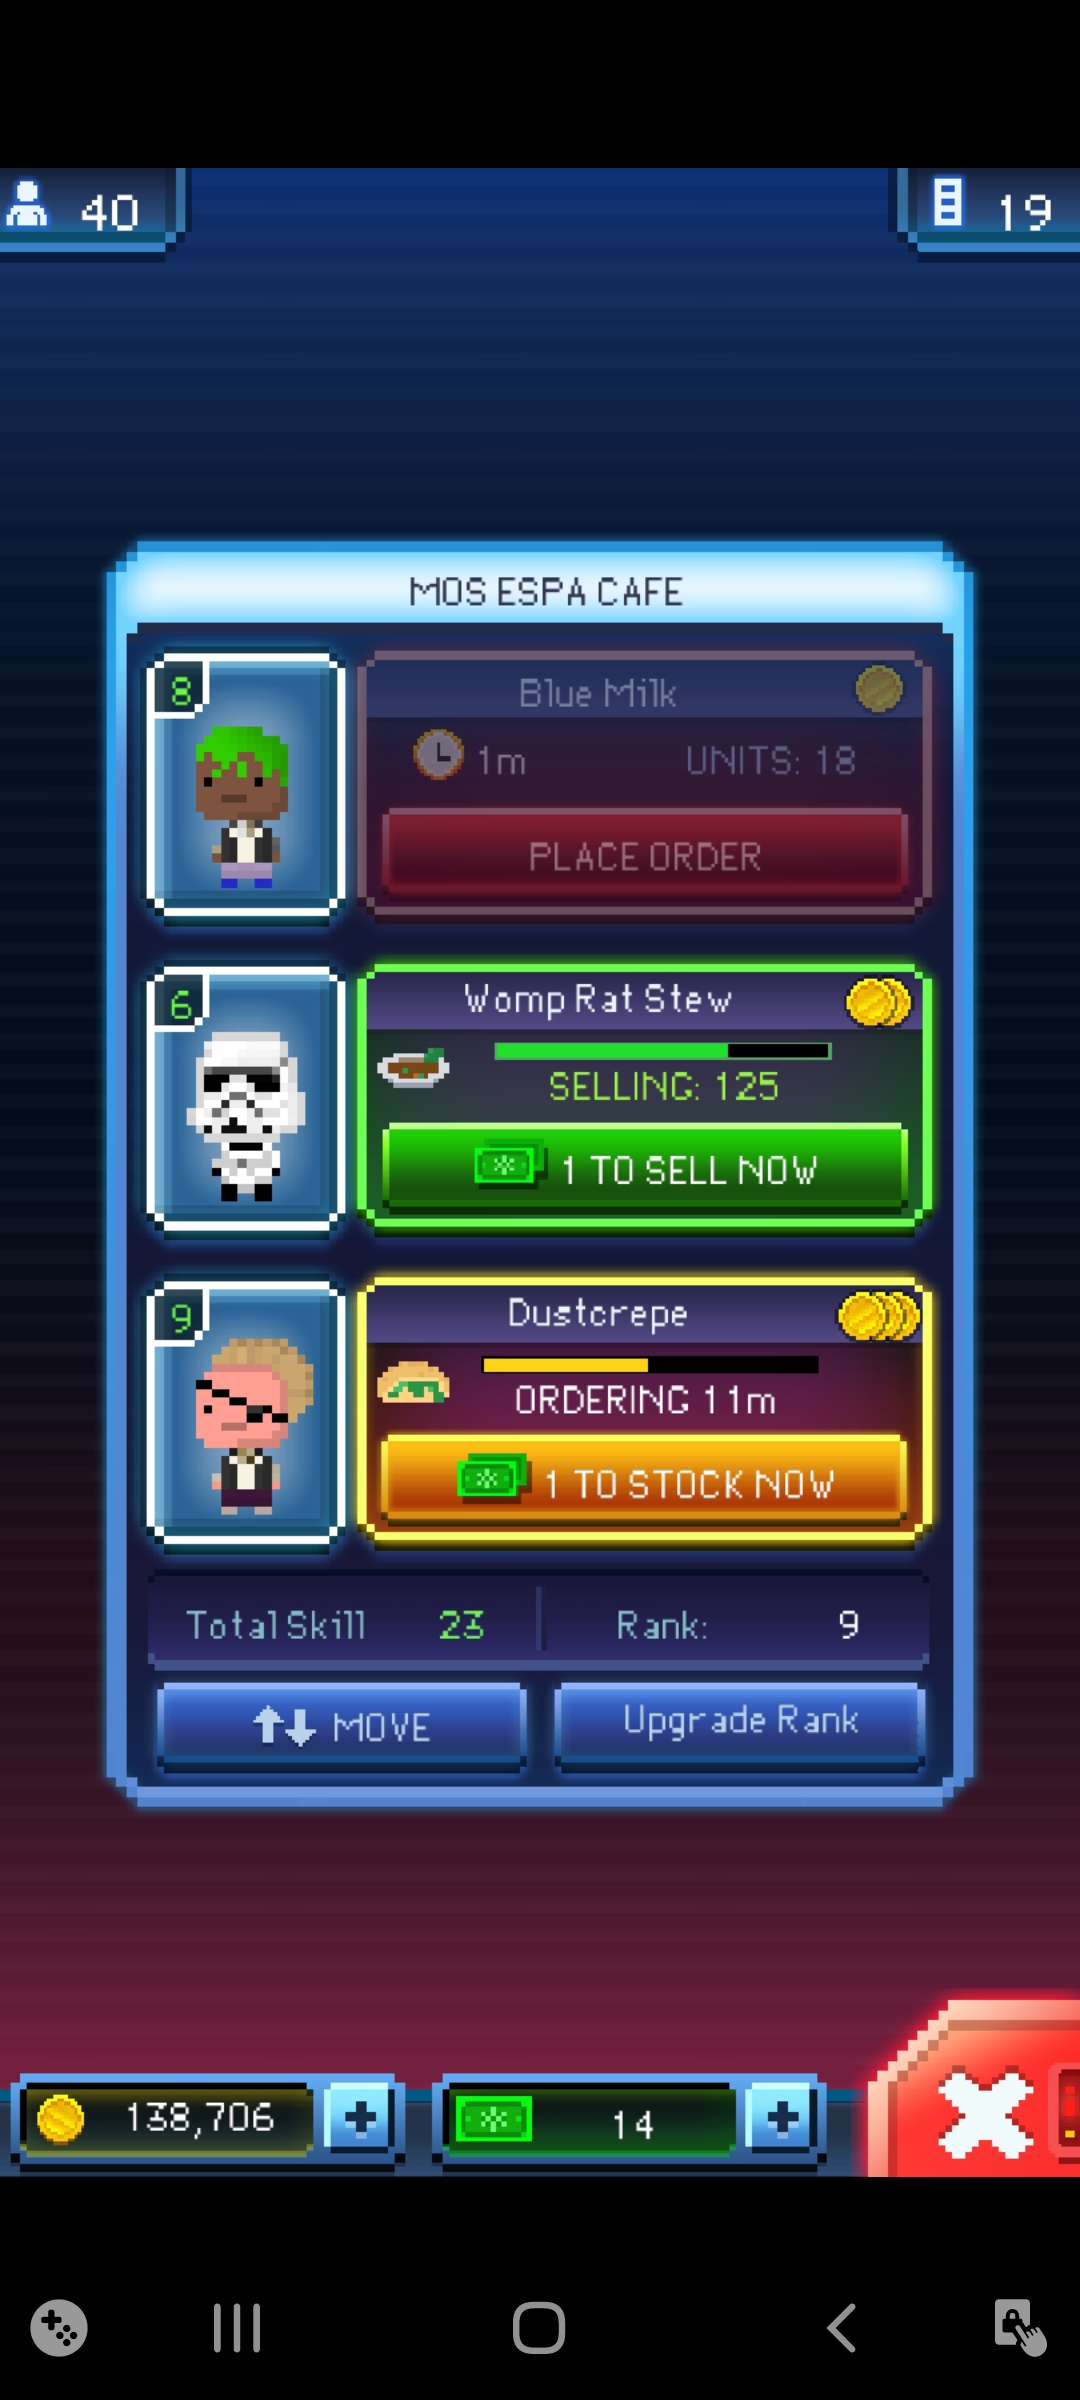 40
19
MOS ESPA CAFE
8
Blue Milk
1m
UNITS: 18
PLACE ORDER
6
Womp Rat Stew
SELLING: 125
1 TO SELL NOW
9
Dustcrepe
ORDERING 11m
1 TO STOCK NOW
Total Skill 23
Rank: 9
MOVE
Upgrade Rank
138,706
14